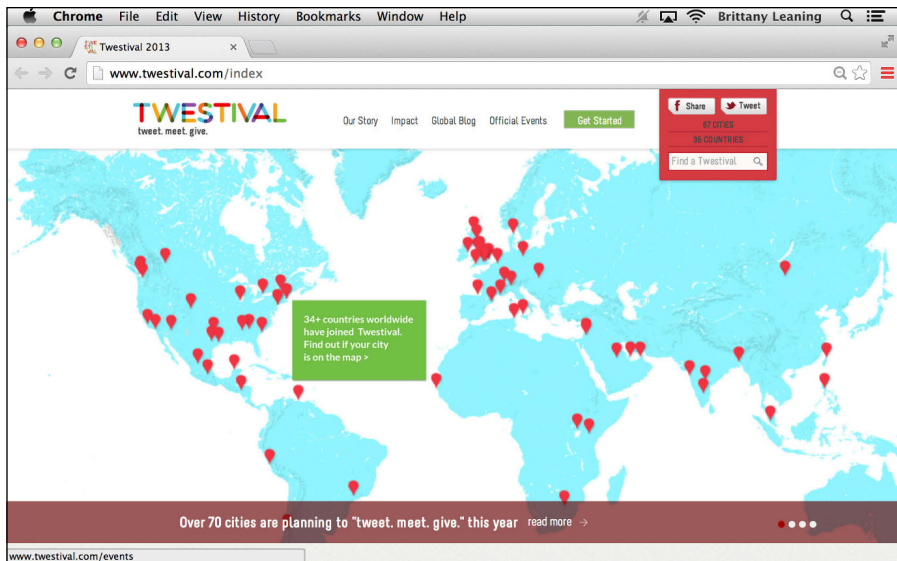 Chrome File Edit View History Bookmarks Window Help Brittany Leaning
Twestival 2013 ×
www.twestival.com/index
TWESTIVAL
tweet. meet. give.
Our Story Impact Global Blog Official Events Get Started
f Share Tweet
67 CITIES
35 COUNTRIES
Find a Twestival
34+ countries worldwide
have joined Twestival.
Find out if your city
is on the map >
Over 70 cities are planning to "tweet. meet. give." this year read more →
www.twestival.com/events